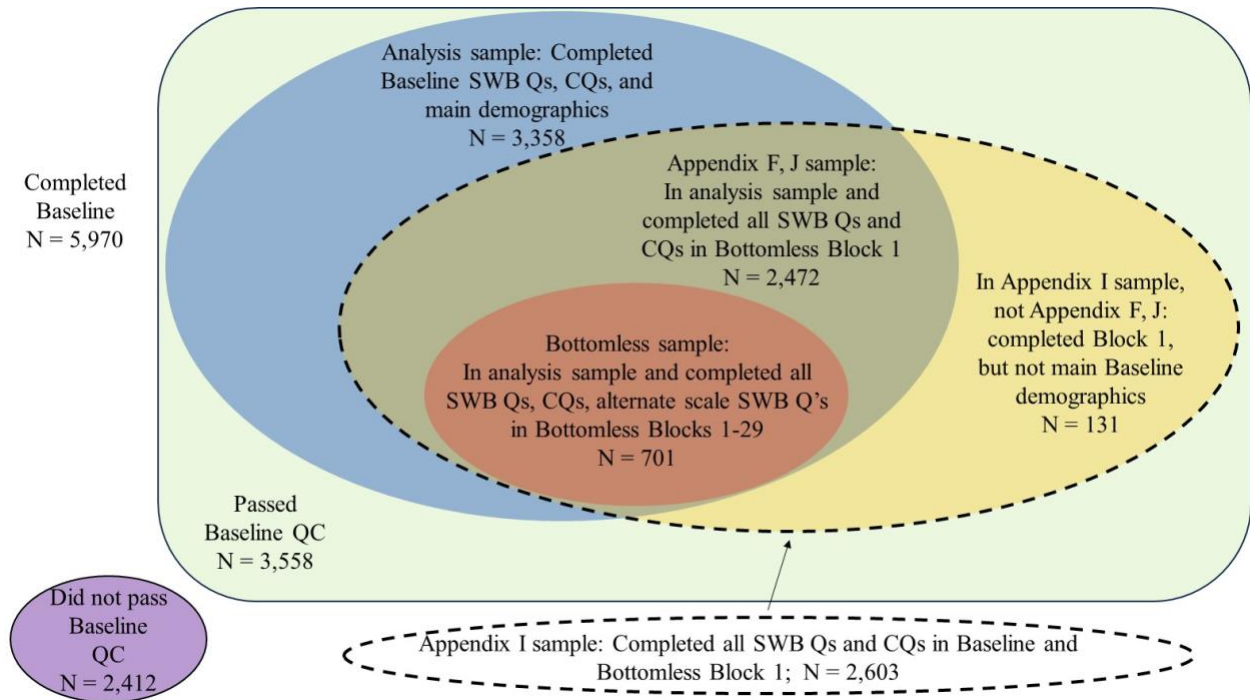 Analysis sample: Completed
Baseline SWB Qs, CQs, and
main demographics
N = 3,358
Completed
Baseline
N = 5,970
Appendix F, J sample:
In analysis sample and
completed all SWB Qs and
CQs in Bottomless Block 1
N = 2,472
In Appendix I sample,
not Appendix F, J:
completed Block 1,
but not main Baseline
demographics
N = 131
Bottomless sample:
In analysis sample and completed all
SWB Qs, CQs, alternate scale SWB Q's
in Bottomless Blocks 1-29
N = 701
Passed
Baseline QC
N = 3,558
Did not pass
Baseline
QC
N = 2,412
Appendix I sample: Completed all SWB Qs and CQs in Baseline and
Bottomless Block 1;  N = 2,603